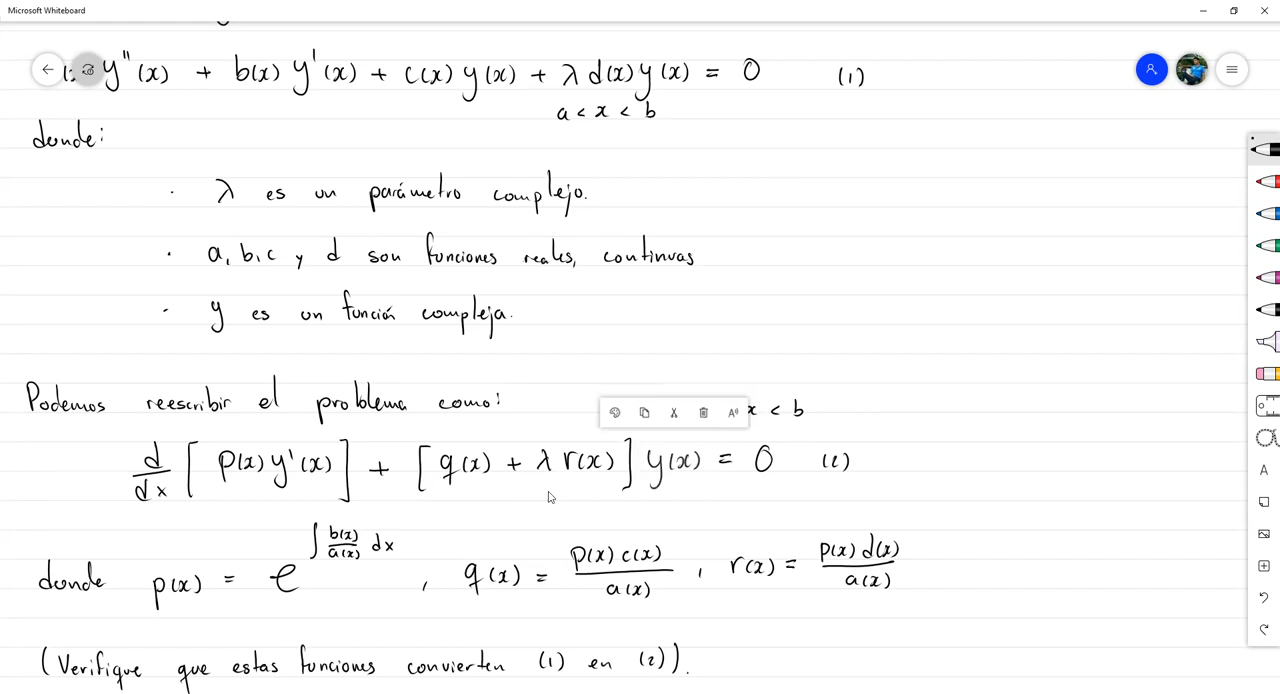 Microsoft Whiteboard
y''(x) + b(x) y'(x) + c(x) y(x) + λ d(x) y(x) = 0 (1)
a < x < b
donde:
· λ es un parámetro complejo.
· a, b, c y d son funciones reales, continuas
· y es un función compleja.
Podemos reescribir el problema como: x < b
d/dx [ p(x) y'(x) ] + [ q(x) + λ r(x) ] y(x) = 0 (2)
donde p(x) = e^{∫ b(x)/a(x) dx} , q(x) = p(x) c(x)/a(x) , r(x) = p(x) d(x)/a(x)
(Verifique que estas funciones convierten (1) en (2)).